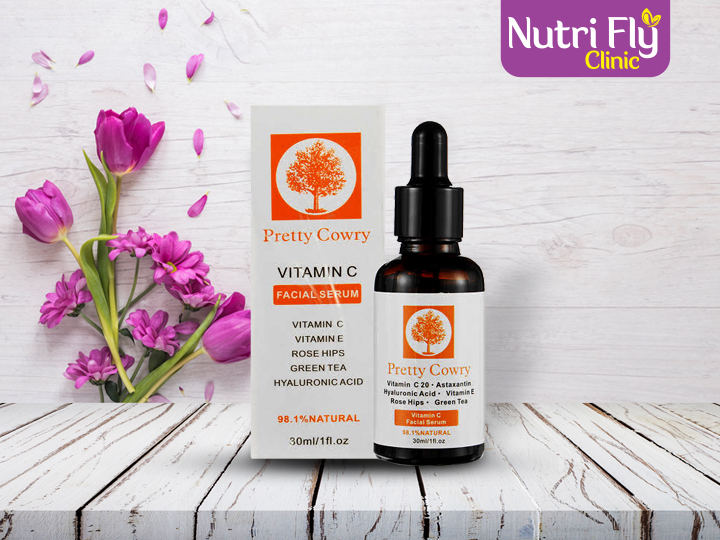 Nutri Fly
Clinic
Pretty Cowry
VITAMIN C
FACIAL SERUM
VITAMIN C
VITAMIN E
ROSE HIPS
GREEN TEA
HYALURONIC ACID
98.1%NATURAL
30ml/1fl.oz
Pretty Cowry
Vitamin C 20 · Astaxantin
Hyaluronic Acid · Vitamin E
Rose Hips · Green Tea
Vitamin C
Facial Serum
98.1%NATURAL
30ml/1fl.oz